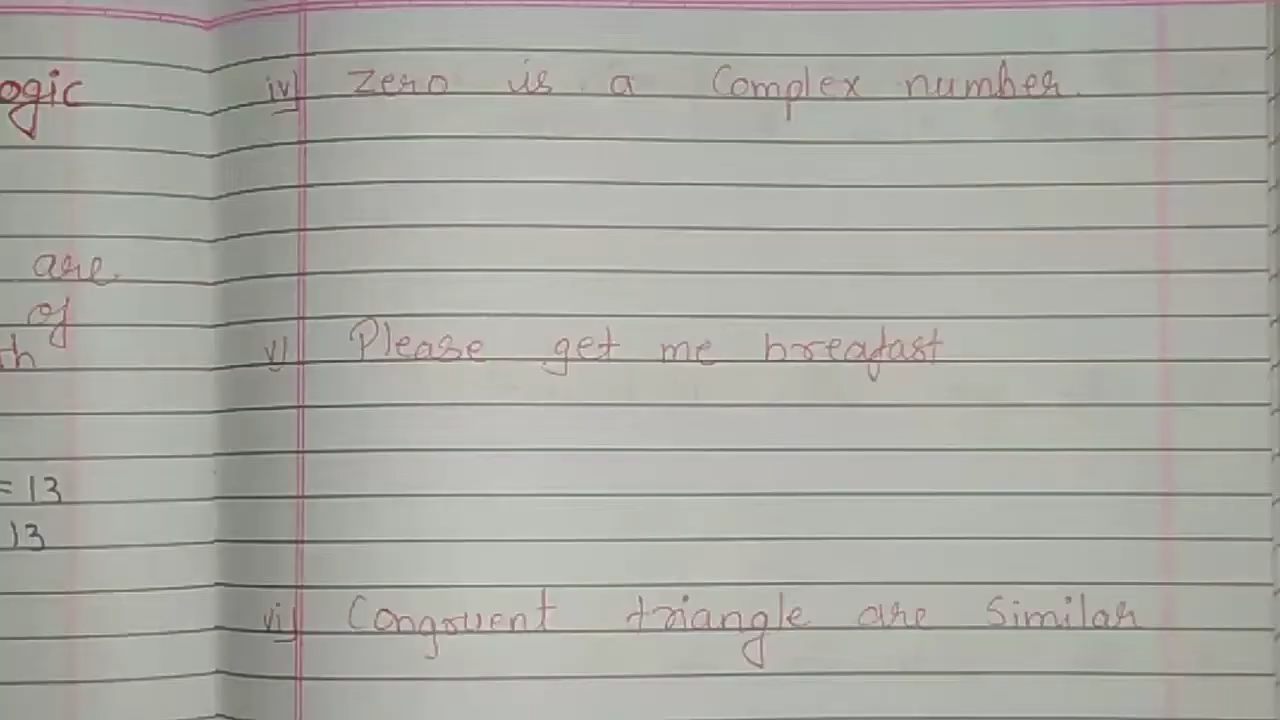 ogic
are.
of
th
= 13
13
iv) Zero is a Complex number.
v) Please get me breafast
vi) Congruent triangle are Similar